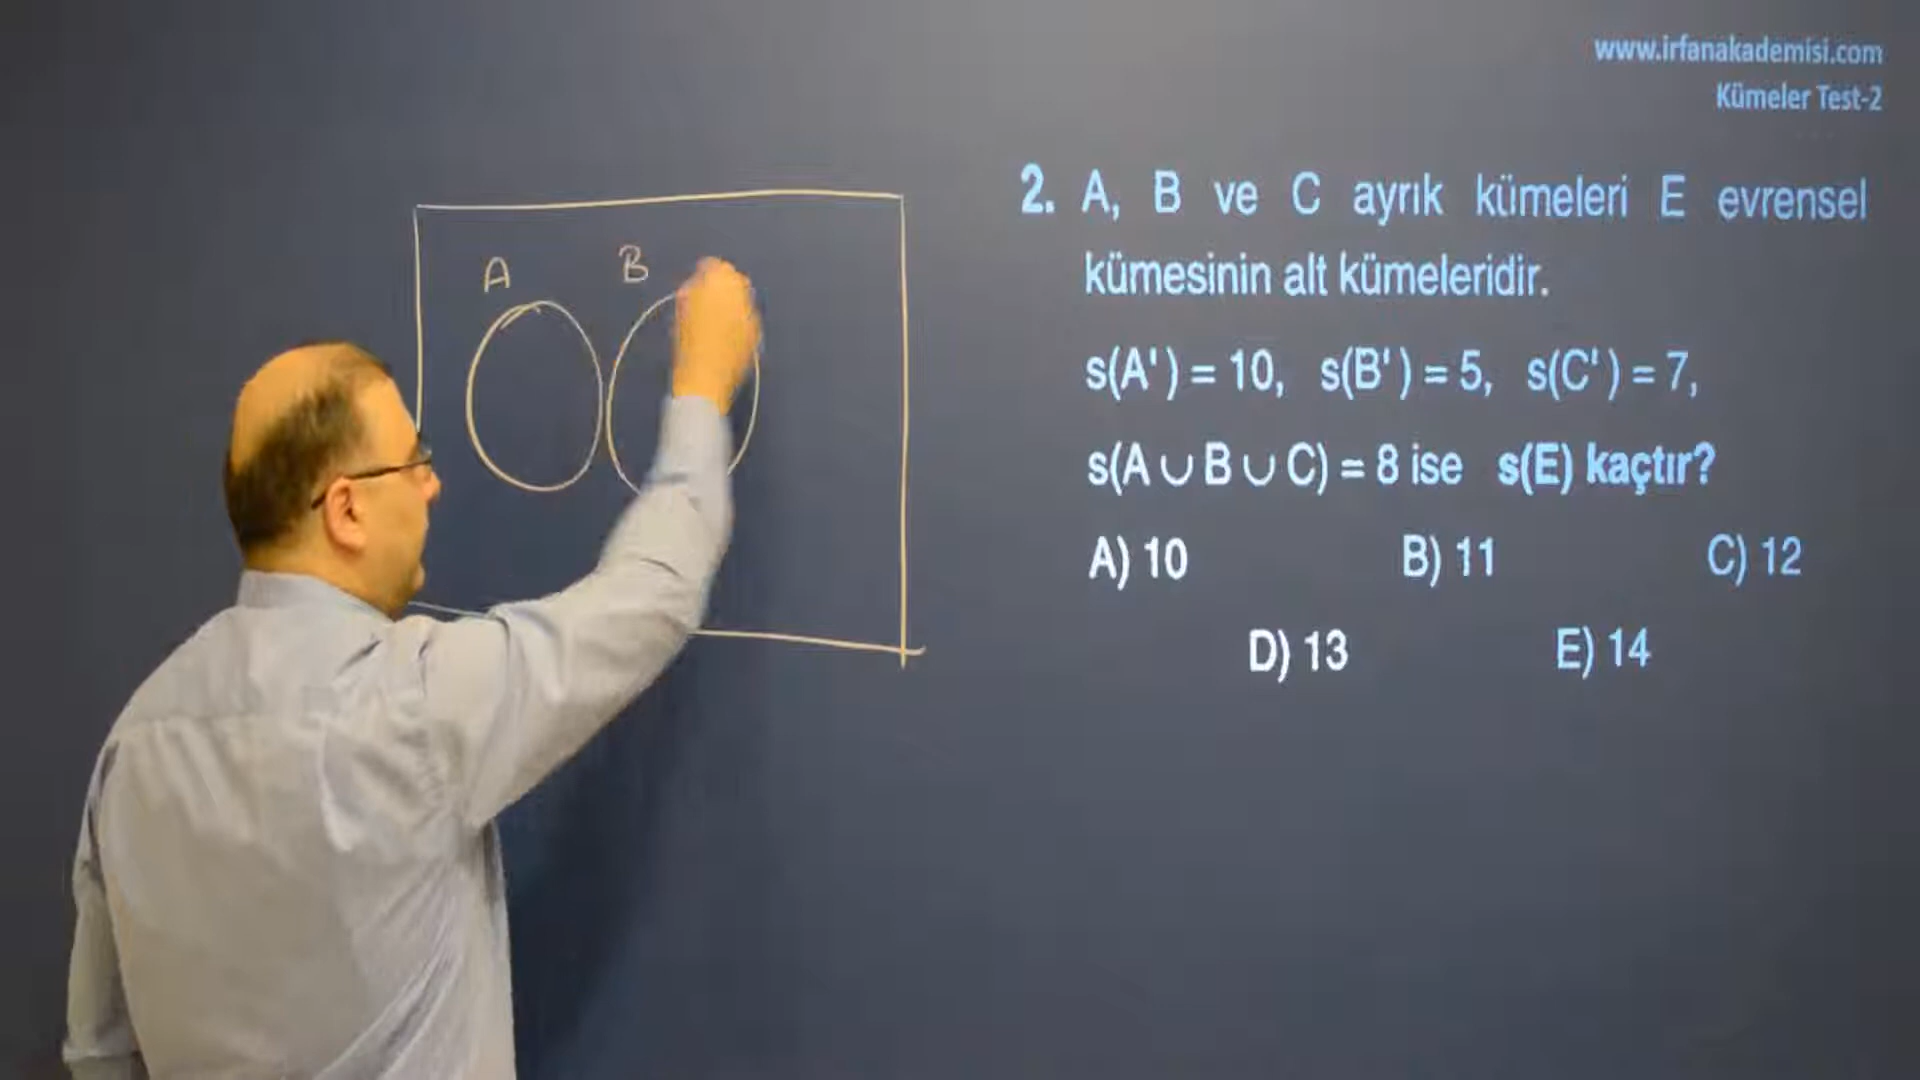 www.irfanakademisi.com
Kümeler Test-2
2. A, B ve C ayrık kümeleri E evrensel
kümesinin alt kümeleridir.
s(A') = 10, s(B') = 5, s(C') = 7,
s(A ∪ B ∪ C) = 8 ise s(E) kaçtır?
A) 10 B) 11 C) 12
D) 13 E) 14
A B